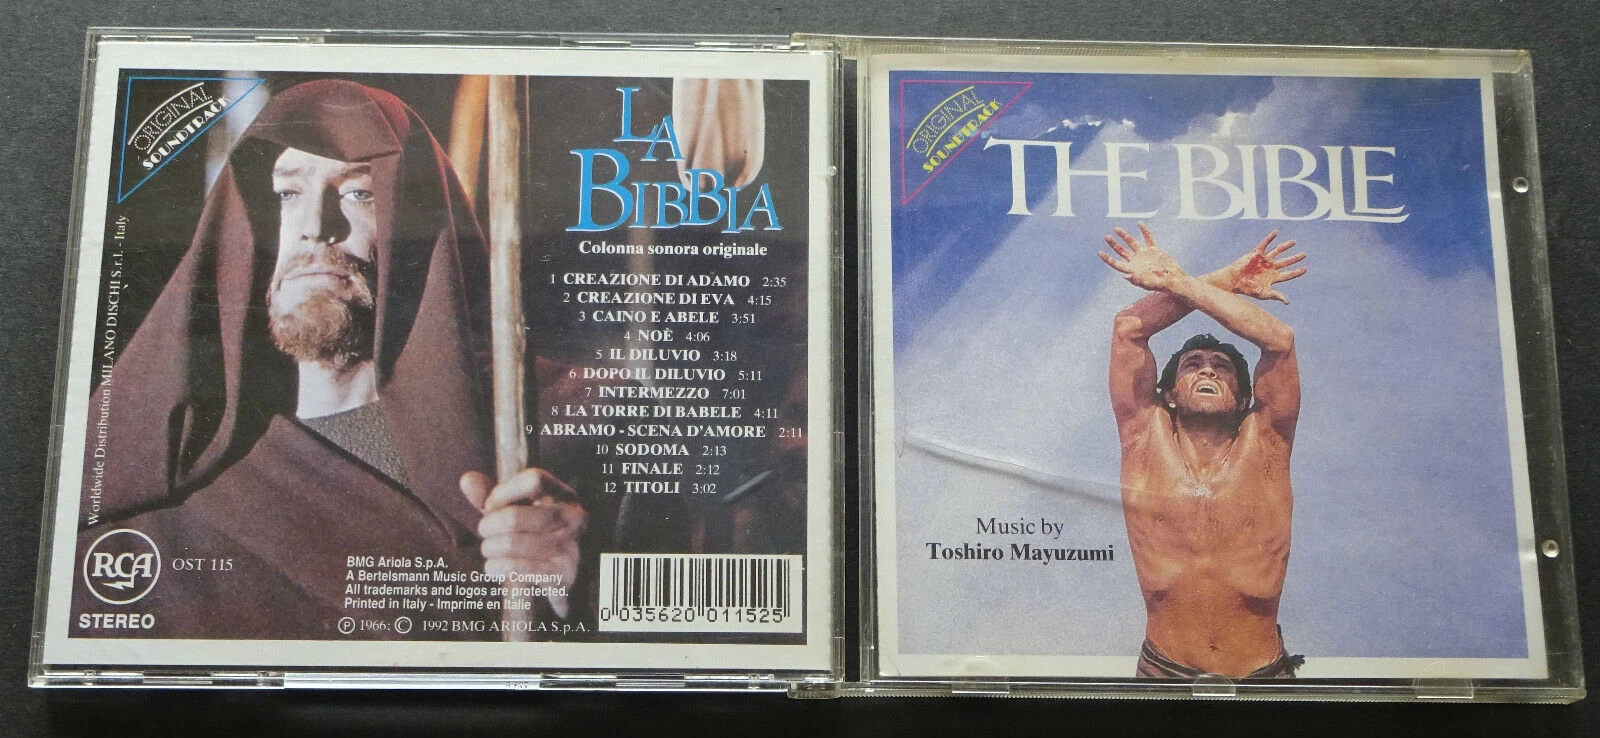 ORIGINAL
SOUNDTRACK
LA
BIBBIA
Colonna sonora originale
1 CREAZIONE DI ADAMO 2:35
2 CREAZIONE DI EVA 4:15
3 CAINO E ABELE 3:51
4 NOÈ 4:06
5 IL DILUVIO 3:18
6 DOPO IL DILUVIO 5:11
7 INTERMEZZO 7:01
8 LA TORRE DI BABELE 4:11
9 ABRAMO - SCENA D'AMORE 2:11
10 SODOMA 2:13
11 FINALE 2:12
12 TITOLI 3:02
Worldwide Distribution MILANO DISCHI S.r.l. - Italy
RCA
OST 115
STEREO
BMG Ariola S.p.A.
A Bertelsmann Music Group Company
All trademarks and logos are protected.
Printed in Italy - Imprimé en Italie
Ⓟ 1966; © 1992 BMG ARIOLA S.p.A.
0 035620 011525
ORIGINAL
SOUNDTRACK
THE BIBLE
Music by
Toshiro Mayuzumi